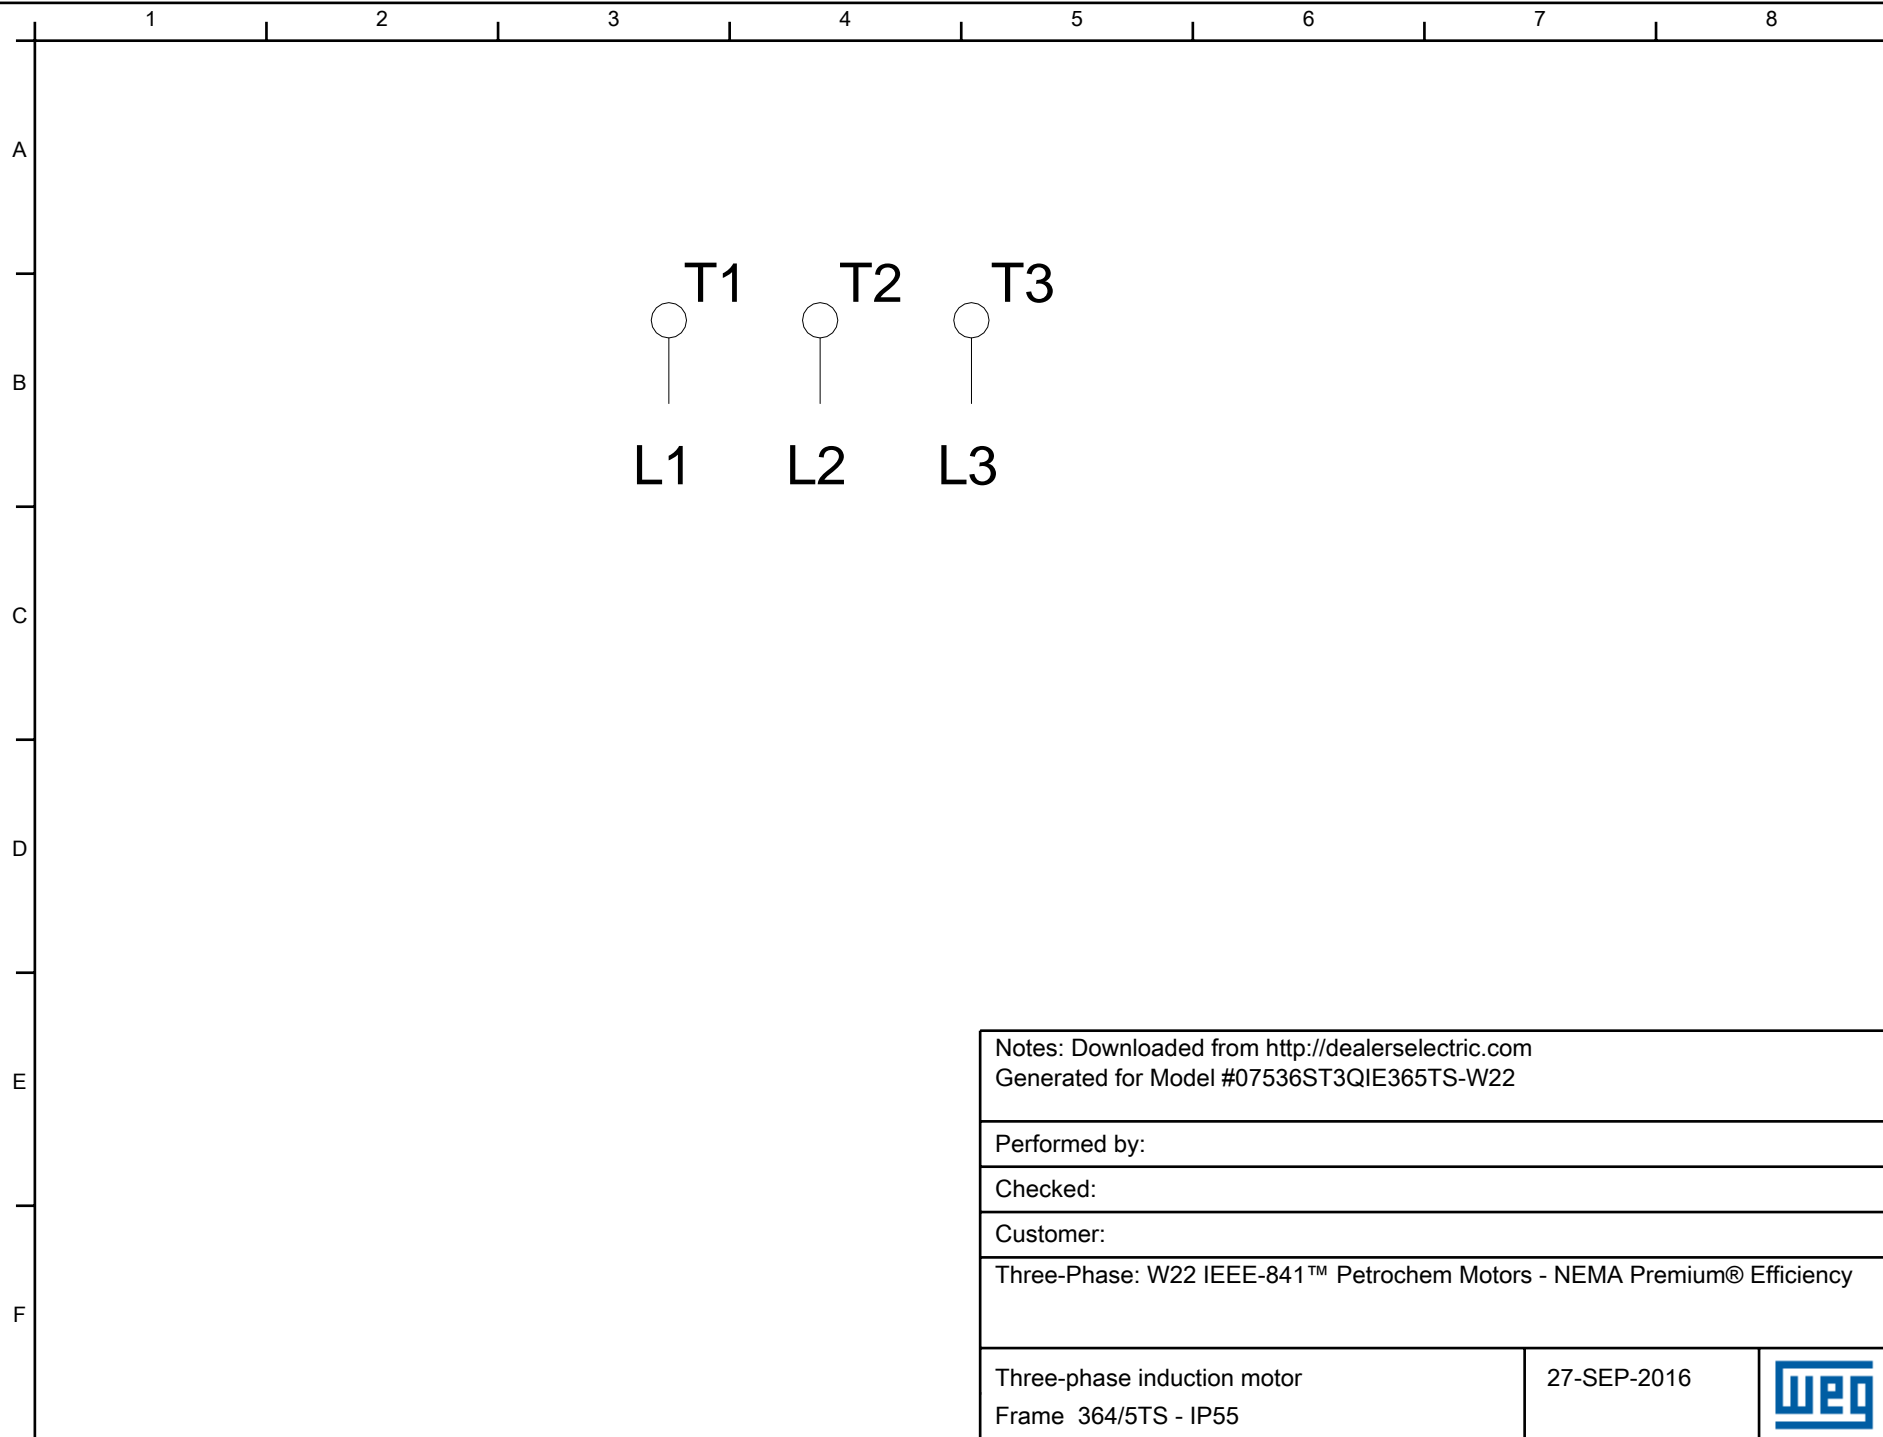 1 2 3 4 5 6 7 8
A
T1 T2 T3
B
L1 L2 L3
C
D
E
Notes: Downloaded from http://dealerselectric.com
Generated for Model #07536ST3QIE365TS-W22
Performed by:
Checked:
Customer:
Three-Phase: W22 IEEE-841™ Petrochem Motors - NEMA Premium® Efficiency
F
Three-phase induction motor
Frame 364/5TS - IP55
27-SEP-2016
weg